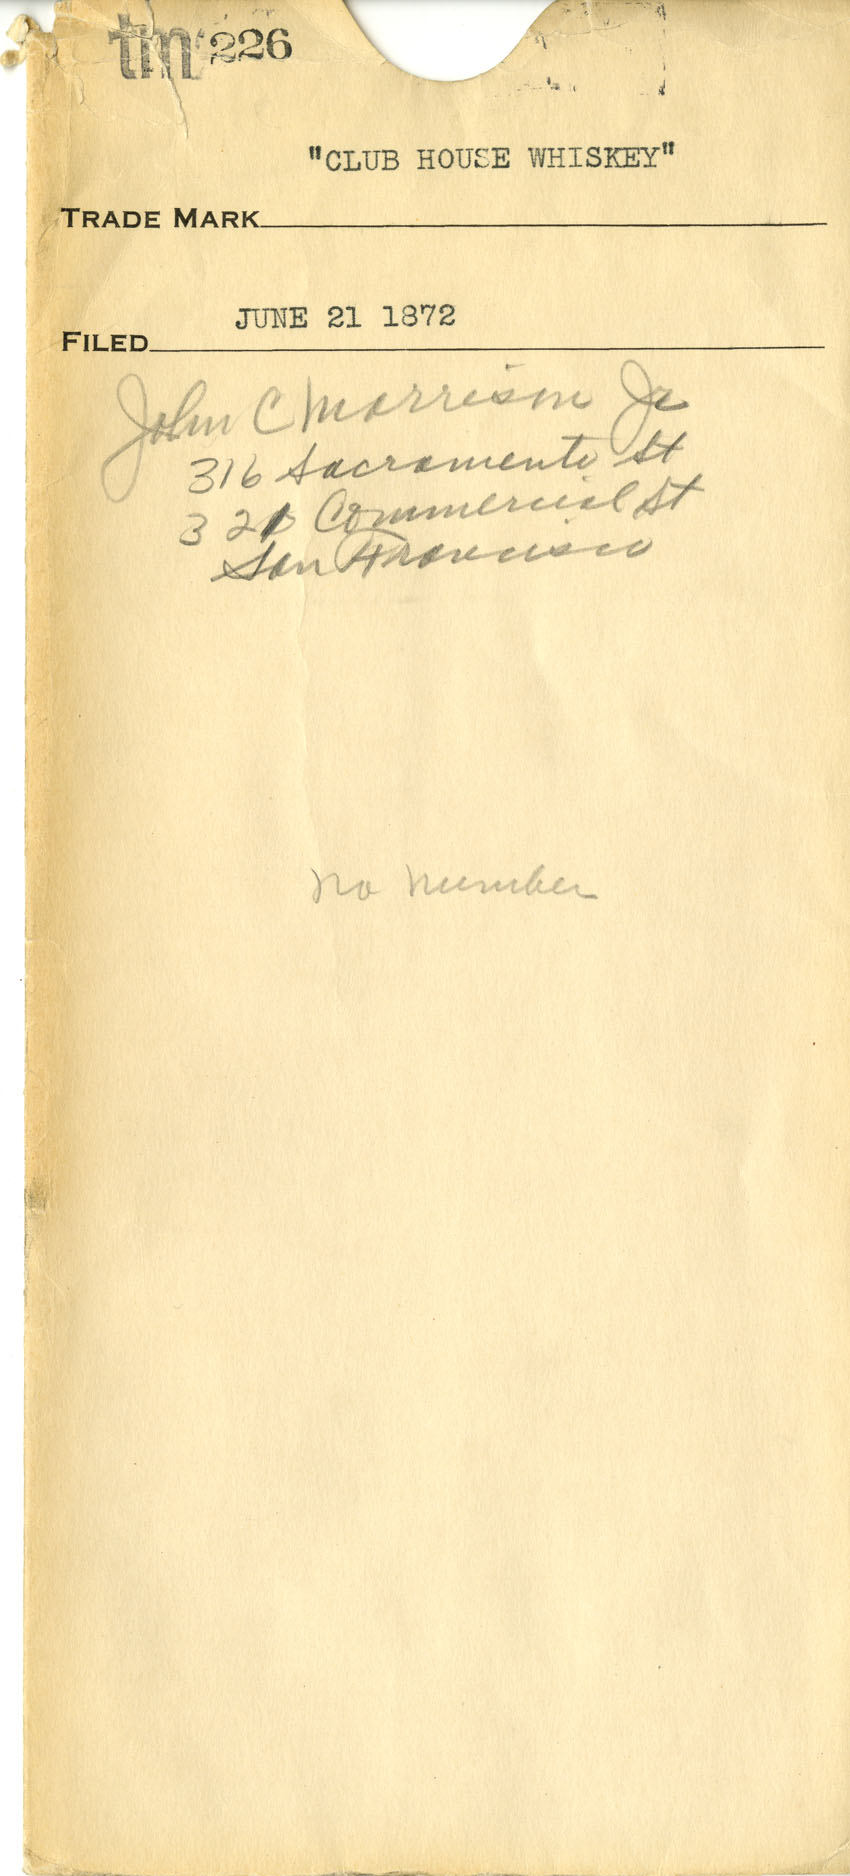 tm 226
"CLUB HOUSE WHISKEY"
TRADE MARK
JUNE 21 1872
FILED
John C Morrison Jr
316 Sacramento St
Commercial St
San Francisco
no number